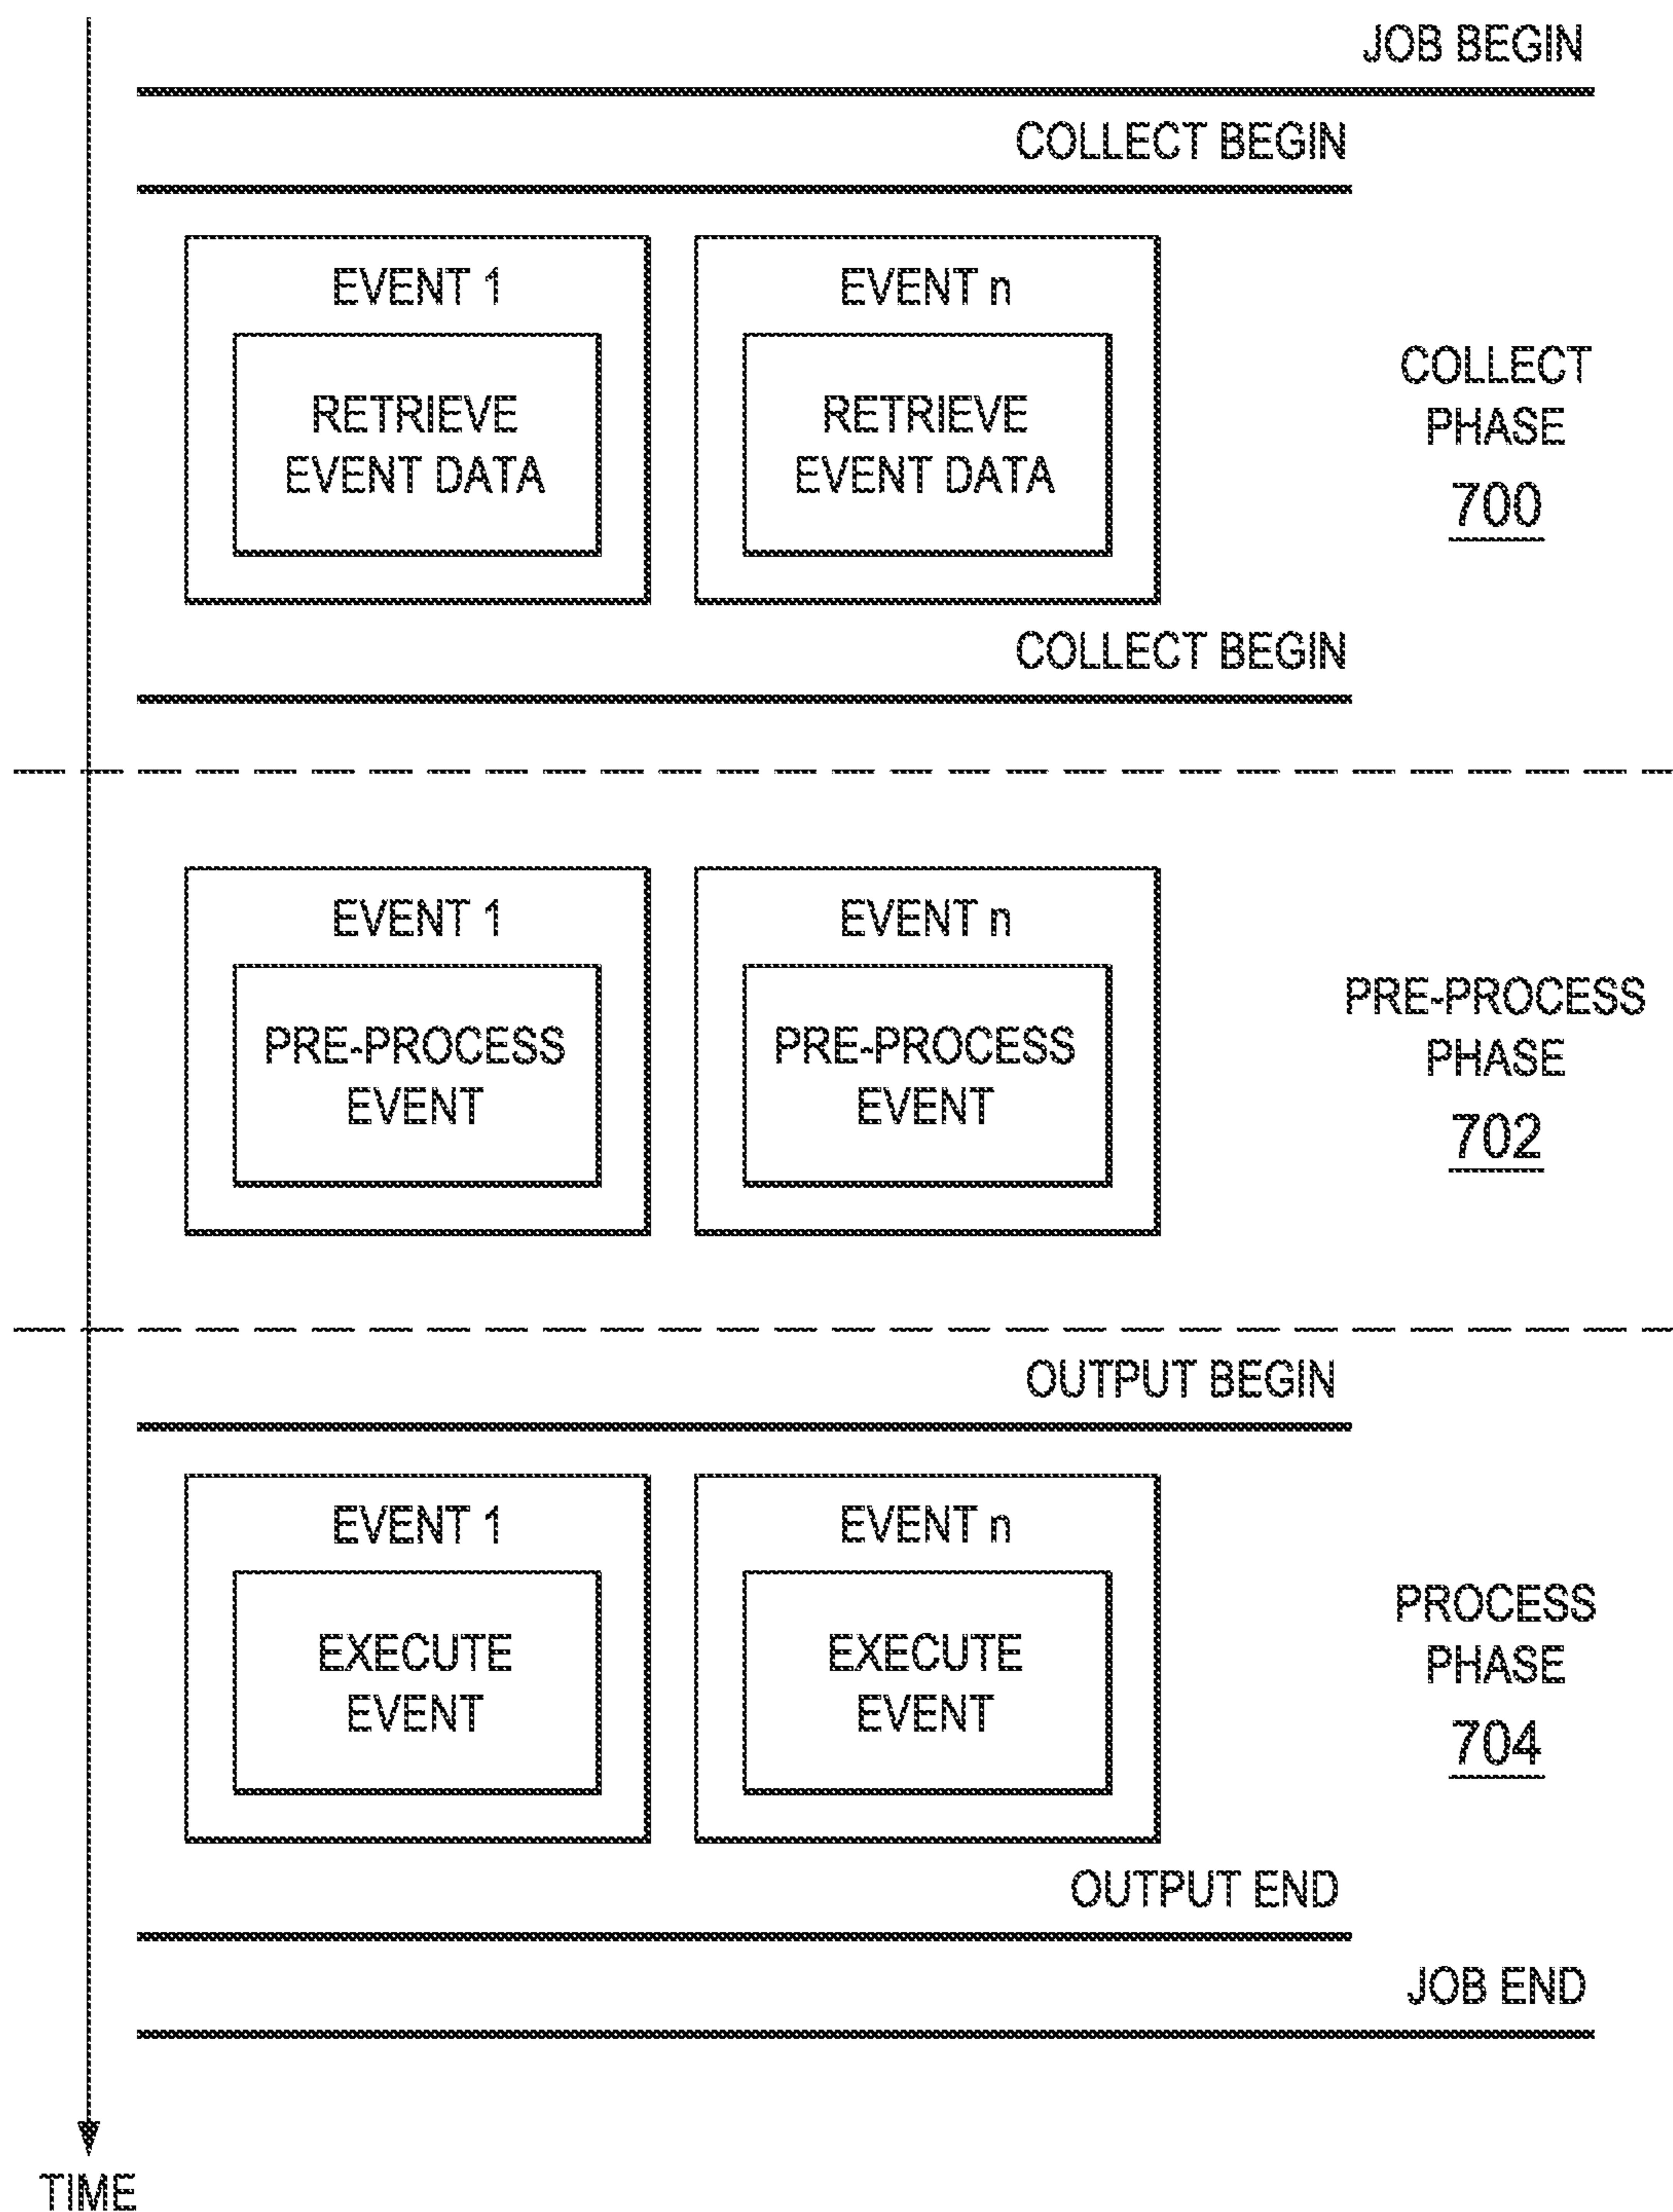 JOB BEGIN
COLLECT BEGIN
EVENT 1
RETRIEVE
EVENT DATA
EVENT n
RETRIEVE
EVENT DATA
COLLECT
PHASE
700
COLLECT BEGIN
EVENT 1
PRE-PROCESS
EVENT
EVENT n
PRE-PROCESS
EVENT
PRE-PROCESS
PHASE
702
OUTPUT BEGIN
EVENT 1
EXECUTE
EVENT
EVENT n
EXECUTE
EVENT
PROCESS
PHASE
704
OUTPUT END
JOB END
TIME